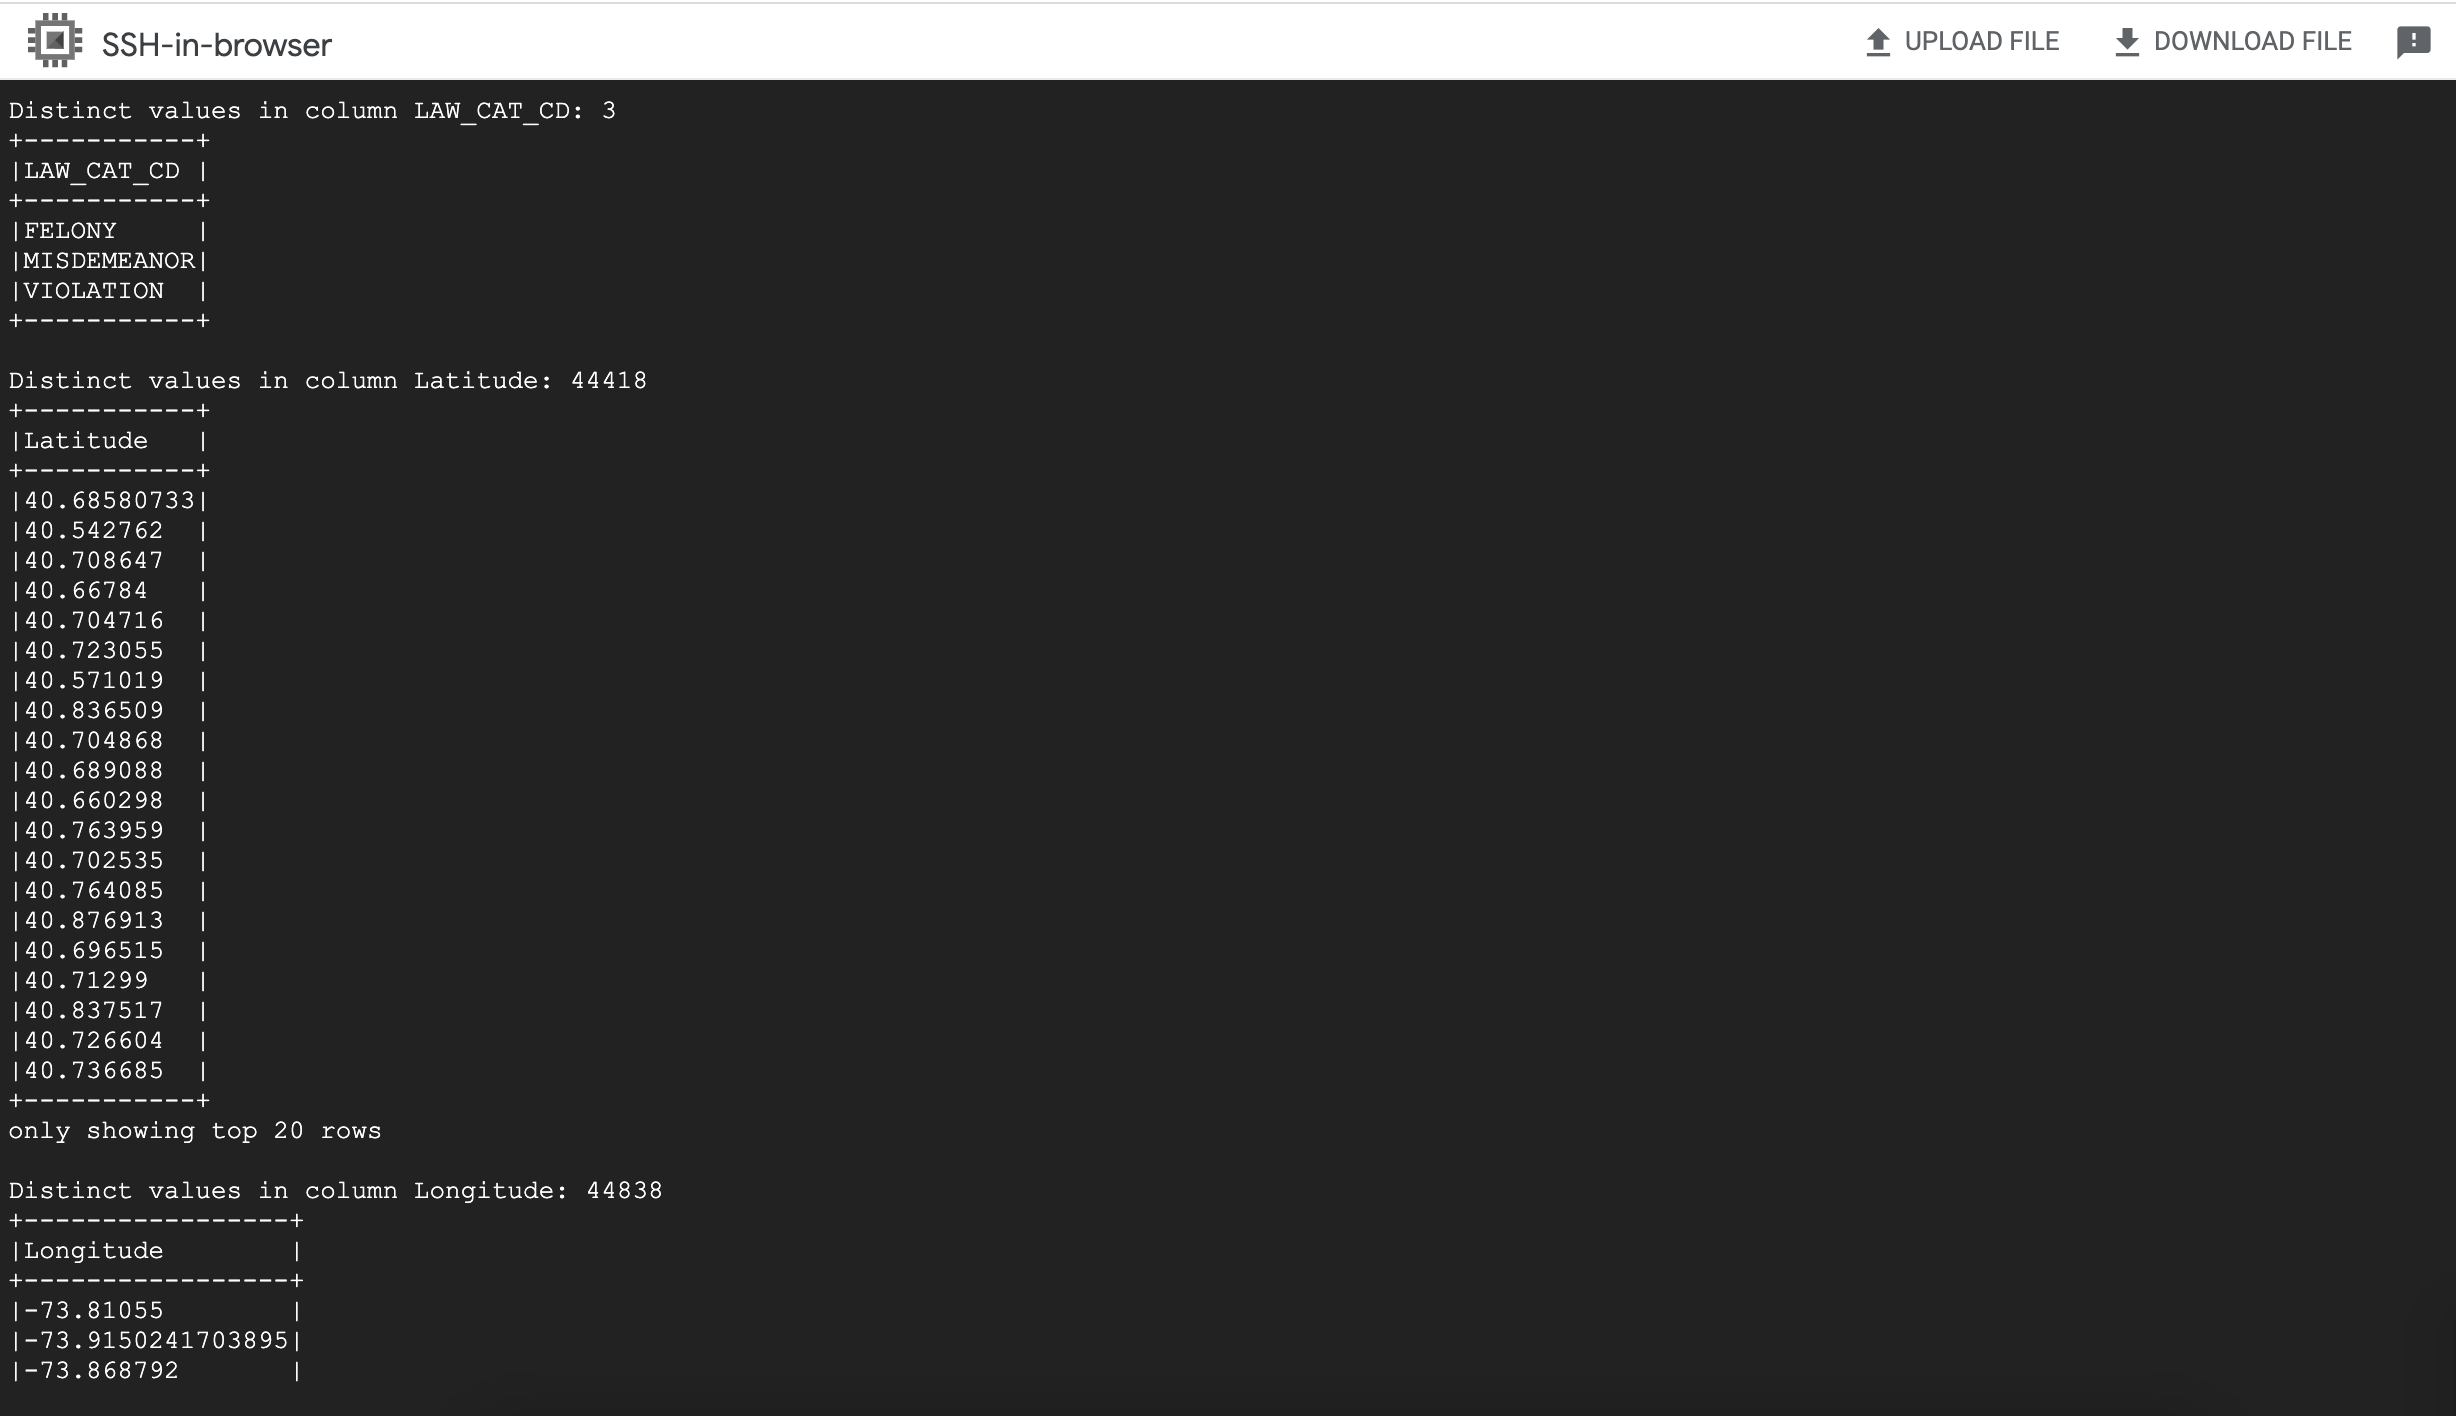 SSH-in-browser
UPLOAD FILE
DOWNLOAD FILE
Distinct values in column LAW_CAT_CD: 3
+-----------+
|LAW_CAT_CD |
+-----------+
|FELONY     |
|MISDEMEANOR|
|VIOLATION  |
+-----------+
Distinct values in column Latitude: 44418
+-----------+
|Latitude   |
+-----------+
|40.68580733|
|40.542762  |
|40.708647  |
|40.66784   |
|40.704716  |
|40.723055  |
|40.571019  |
|40.836509  |
|40.704868  |
|40.689088  |
|40.660298  |
|40.763959  |
|40.702535  |
|40.764085  |
|40.876913  |
|40.696515  |
|40.71299   |
|40.837517  |
|40.726604  |
|40.736685  |
+-----------+
only showing top 20 rows
Distinct values in column Longitude: 44838
+-----------------+
|Longitude        |
+-----------------+
|-73.81055        |
|-73.9150241703895|
|-73.868792       |